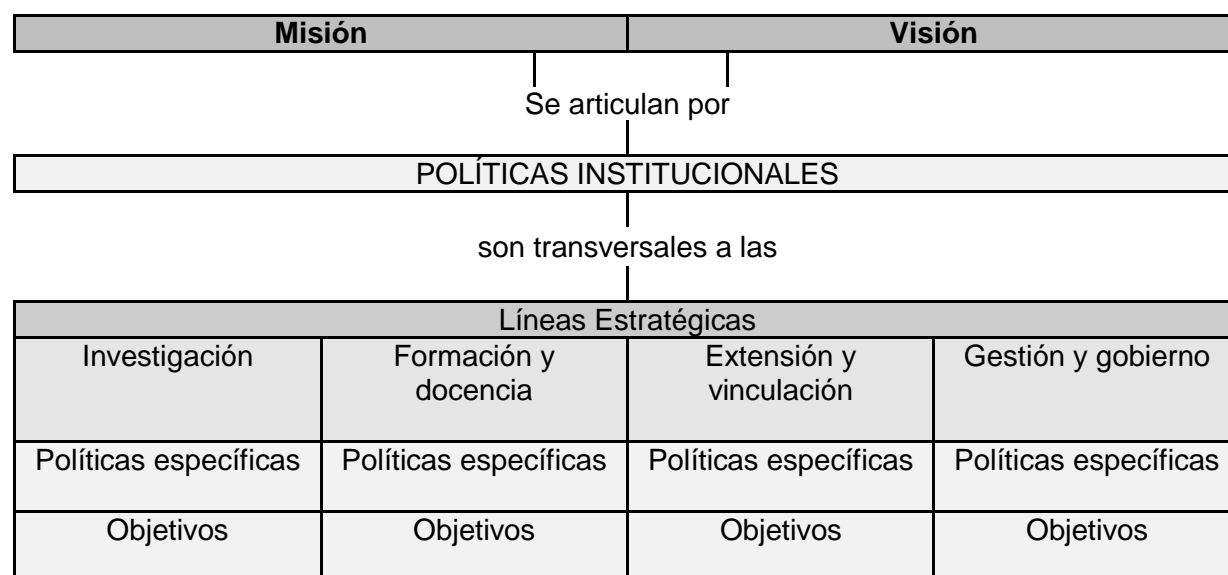 Misión Visión
Se articulan por
POLÍTICAS INSTITUCIONALES
son transversales a las
Líneas Estratégicas
Investigación Formación y Extensión y Gestión y gobierno
docencia vinculación
Políticas específicas Políticas específicas Políticas específicas Políticas específicas
Objetivos Objetivos Objetivos Objetivos